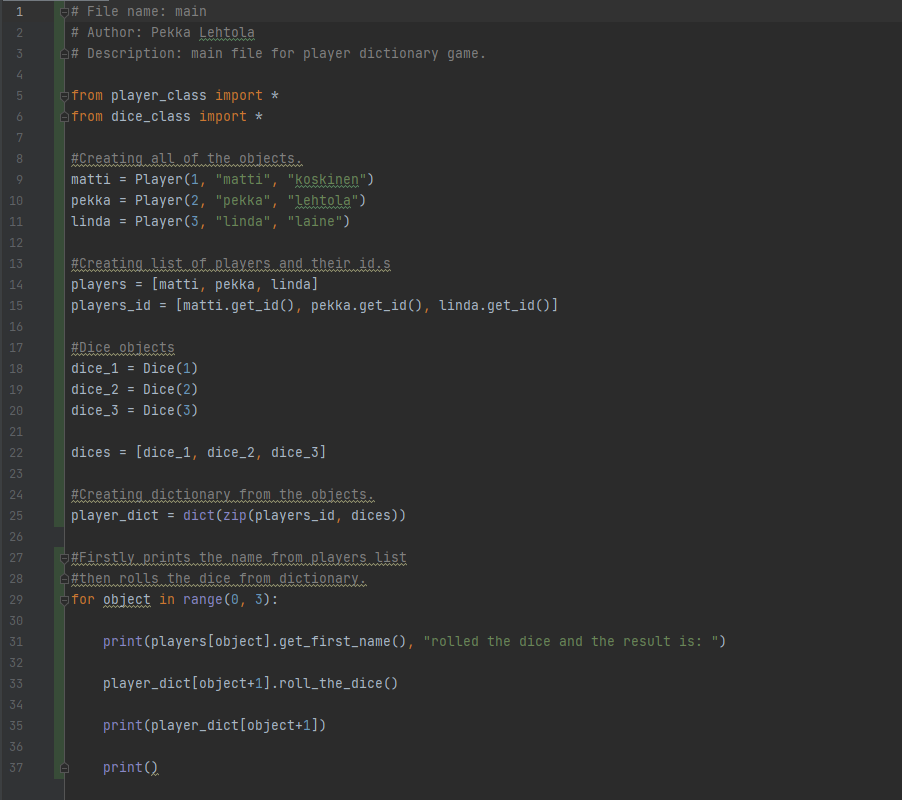 1 # File name: main
2 # Author: Pekka Lehtola
3 # Description: main file for player dictionary game.
4
5 from player_class import *
6 from dice_class import *
7
8 #Creating all of the objects.
9 matti = Player(1, "matti", "koskinen")
10 pekka = Player(2, "pekka", "lehtola")
11 linda = Player(3, "linda", "laine")
12
13 #Creating list of players and their id.s
14 players = [matti, pekka, linda]
15 players_id = [matti.get_id(), pekka.get_id(), linda.get_id()]
16
17 #Dice objects
18 dice_1 = Dice(1)
19 dice_2 = Dice(2)
20 dice_3 = Dice(3)
21
22 dices = [dice_1, dice_2, dice_3]
23
24 #Creating dictionary from the objects.
25 player_dict = dict(zip(players_id, dices))
26
27 #Firstly prints the name from players list
28 #then rolls the dice from dictionary.
29 for object in range(0, 3):
30
31     print(players[object].get_first_name(), "rolled the dice and the result is: ")
32
33     player_dict[object+1].roll_the_dice()
34
35     print(player_dict[object+1])
36
37     print()